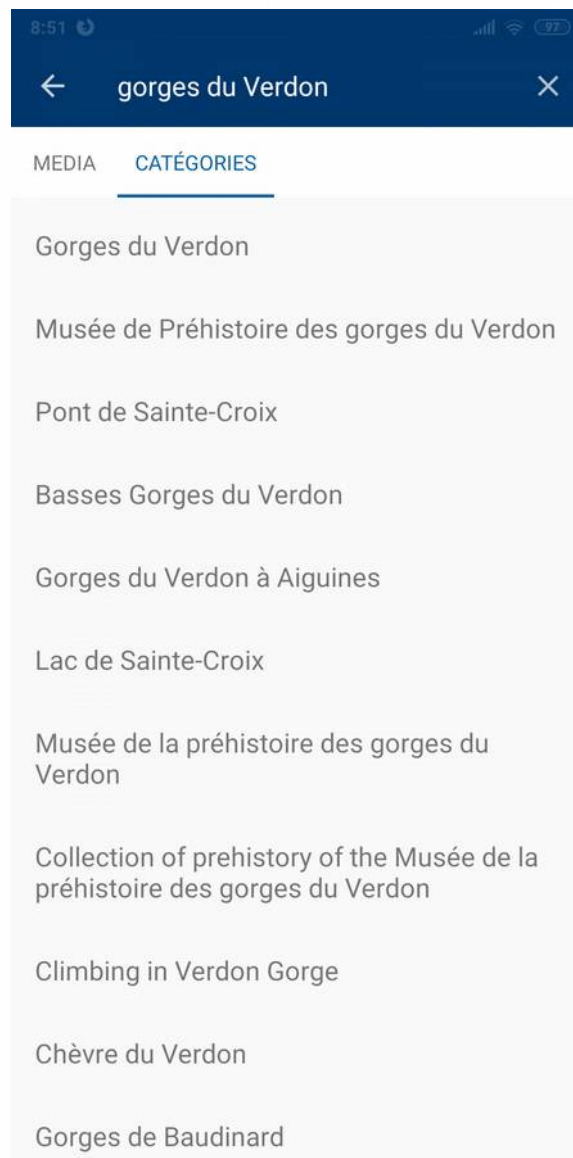 8:51
97
gorges du Verdon
MEDIA CATÉGORIES
Gorges du Verdon
Musée de Préhistoire des gorges du Verdon
Pont de Sainte-Croix
Basses Gorges du Verdon
Gorges du Verdon à Aiguines
Lac de Sainte-Croix
Musée de la préhistoire des gorges du
Verdon
Collection of prehistory of the Musée de la
préhistoire des gorges du Verdon
Climbing in Verdon Gorge
Chèvre du Verdon
Gorges de Baudinard